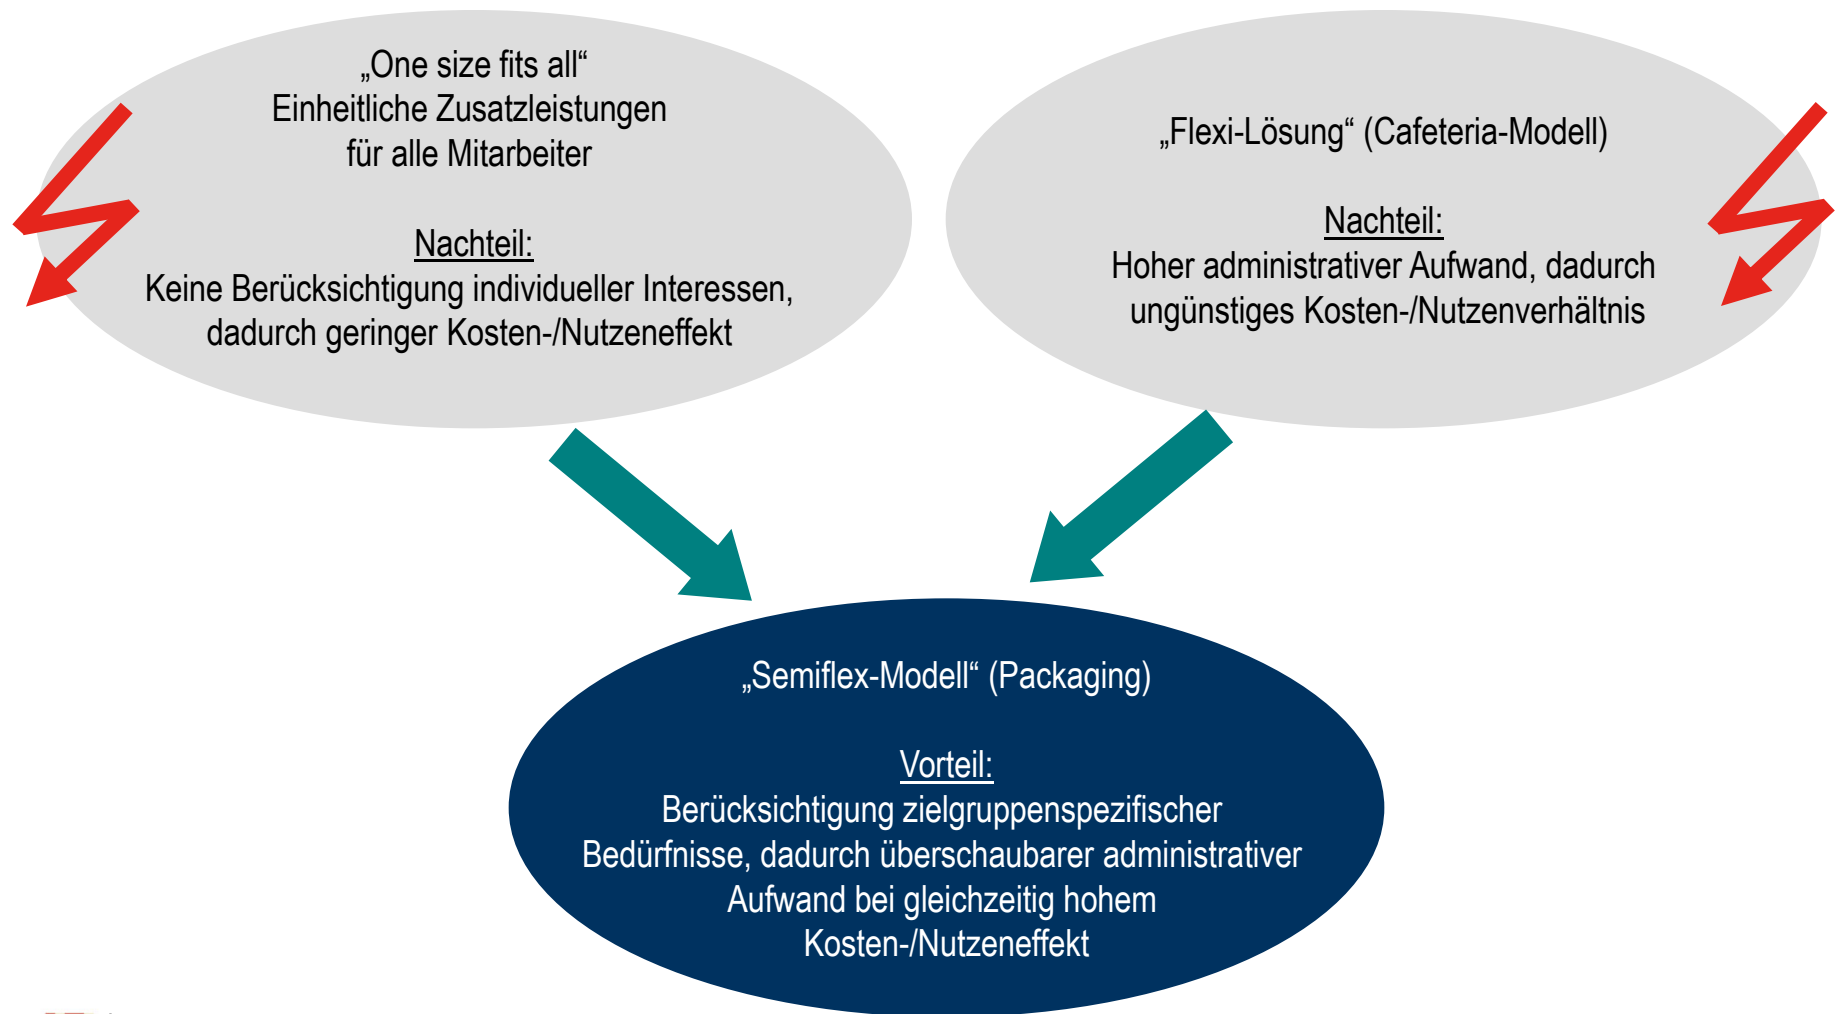 „One size fits all“
Einheitliche Zusatzleistungen
für alle Mitarbeiter
Nachteil:
Keine Berücksichtigung individueller Interessen,
dadurch geringer Kosten-/Nutzeneffekt
„Flexi-Lösung“ (Cafeteria-Modell)
Nachteil:
Hoher administrativer Aufwand, dadurch
ungünstiges Kosten-/Nutzenverhältnis
„Semiflex-Modell“ (Packaging)
Vorteil:
Berücksichtigung zielgruppenspezifischer
Bedürfnisse, dadurch überschaubarer administrativer
Aufwand bei gleichzeitig hohem
Kosten-/Nutzeneffekt